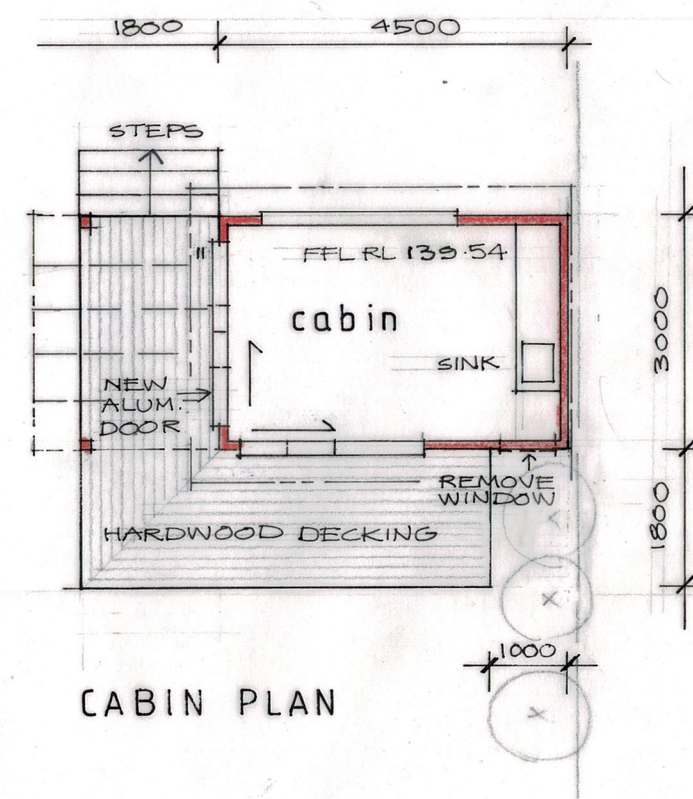 1800
4500
STEPS
FFL RL 139.54
cabin
3000
SINK
NEW
ALUM.
DOOR
REMOVE
WINDOW
1800
HARDWOOD DECKING
1000
CABIN PLAN